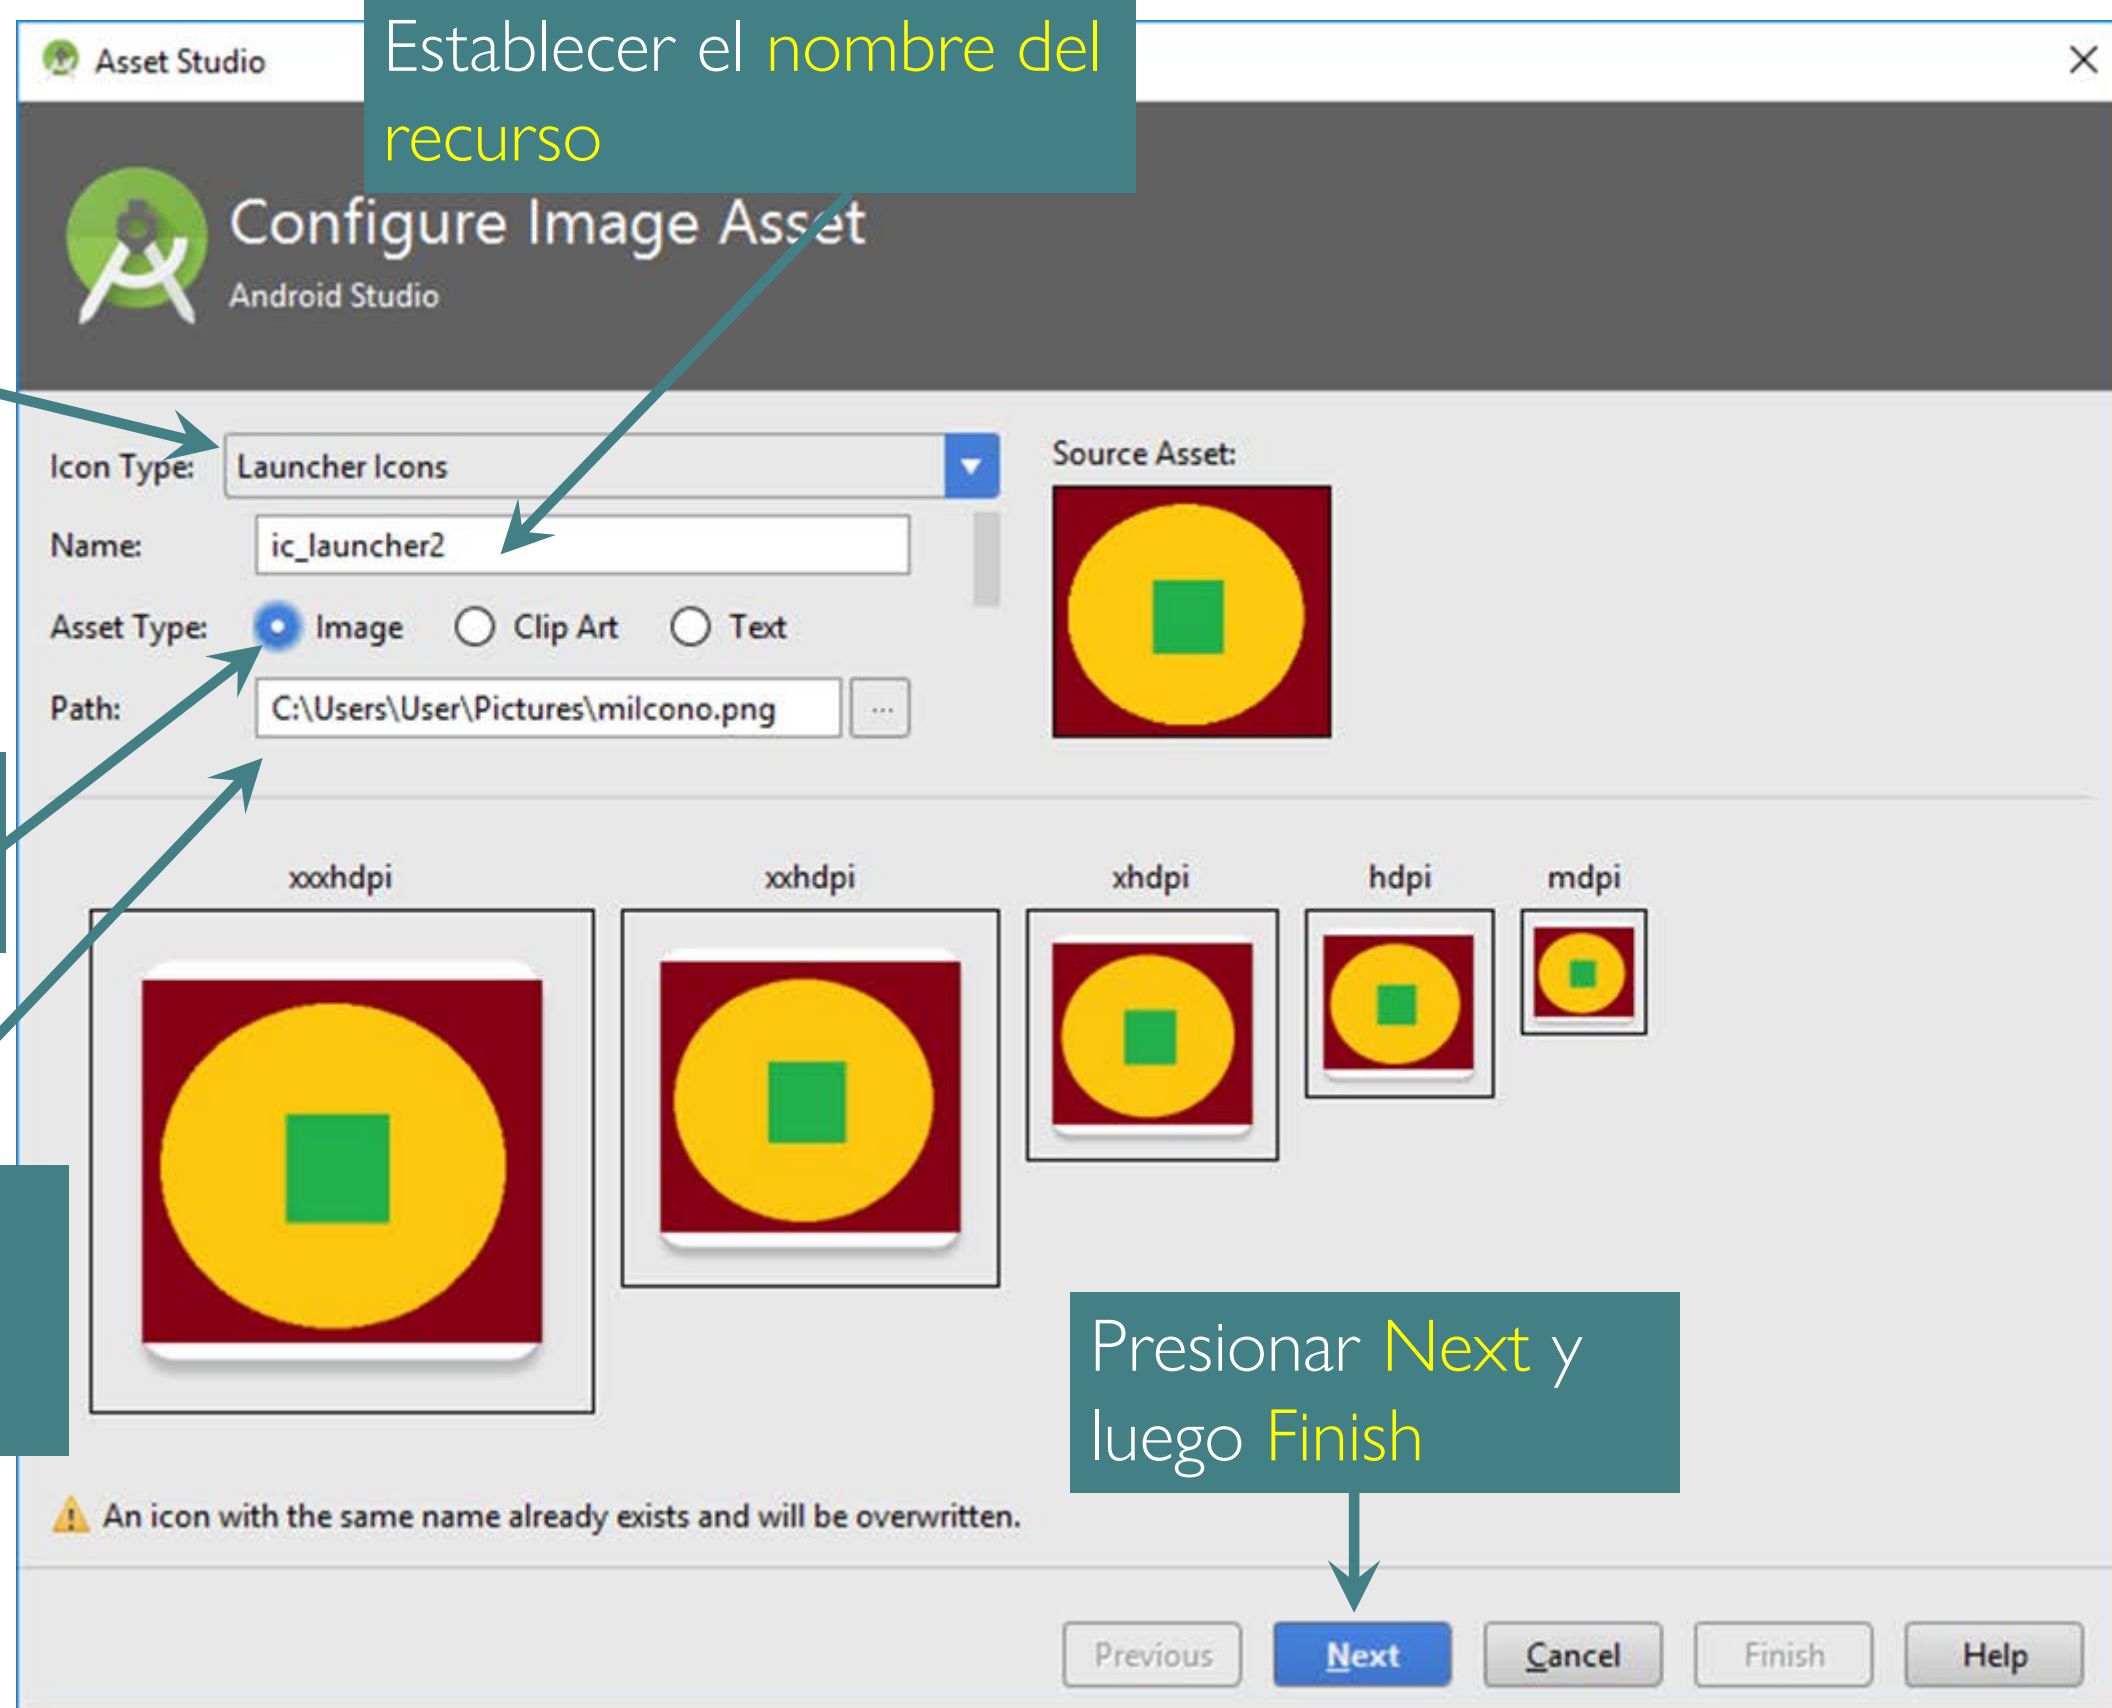 Establecer el nombre del
recurso
Asset Studio
Configure Image Asset
Android Studio
Icon Type: Launcher Icons
Source Asset:
Name: ic_launcher2
Asset Type: Image Clip Art Text
Path: C:\Users\User\Pictures\miIcono.png ...
xxxhdpi xxhdpi xhdpi hdpi mdpi
Presionar Next y
luego Finish
An icon with the same name already exists and will be overwritten.
Previous Next Cancel Finish Help